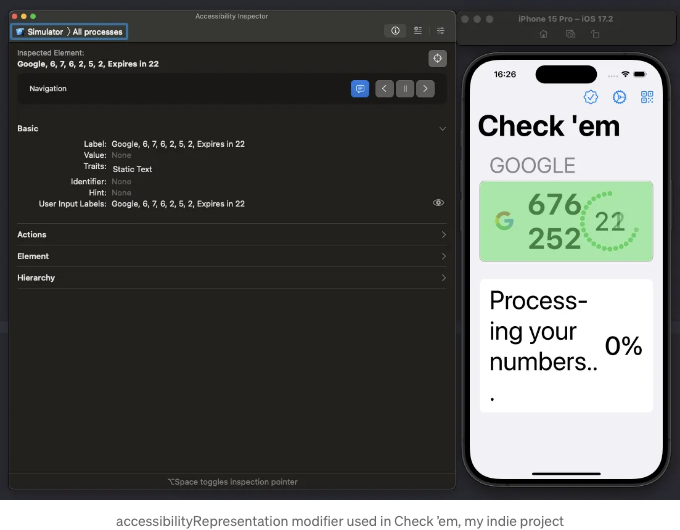 Accessibility Inspector
Simulator 〉All processes
Inspected Element:
Google, 6, 7, 6, 2, 5, 2, Expires in 22
Navigation
Basic
Label: Google, 6, 7, 6, 2, 5, 2, Expires in 22
Value: None
Traits: Static Text
Identifier: None
Hint: None
User Input Labels: Google, 6, 7, 6, 2, 5, 2, Expires in 22
Actions
Element
Hierarchy
⌥Space toggles inspection pointer
iPhone 15 Pro – iOS 17.2
16:26
Check 'em
GOOGLE
676
252
Process-
ing your
numbers..
.
0%
accessibilityRepresentation modifier used in Check 'em, my indie project